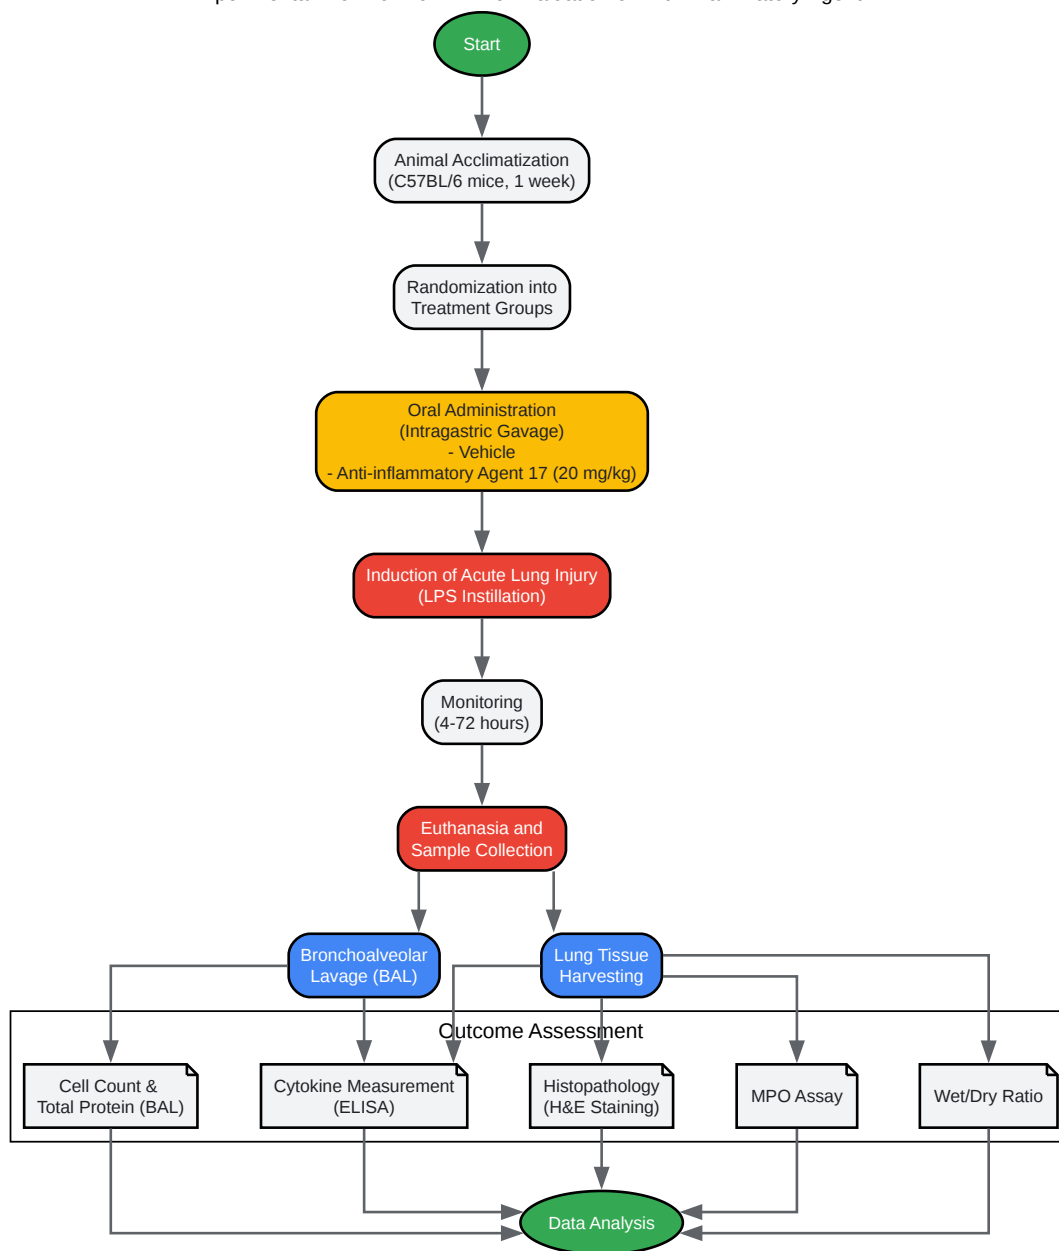 Start
Animal Acclimatization
(C57BL/6 mice, 1 week)
Randomization into
Treatment Groups
Oral Administration
(Intragastric Gavage)
- Vehicle
- Anti-inflammatory Agent 17 (20 mg/kg)
Induction of Acute Lung Injury
(LPS Instillation)
Monitoring
(4-72 hours)
Euthanasia and
Sample Collection
Bronchoalveolar
Lavage (BAL)
Lung Tissue
Harvesting
Outcome Assessment
Cell Count &
Total Protein (BAL)
Cytokine Measurement
(ELISA)
Histopathology
(H&E Staining)
MPO Assay
Wet/Dry Ratio
Data Analysis